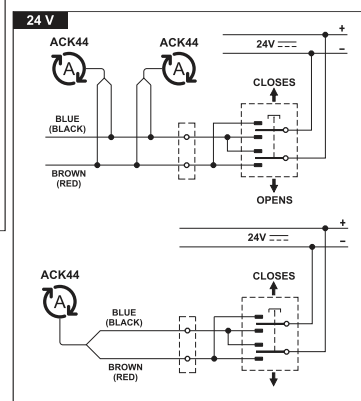 24 V
+
ACK44 ACK44 24V
−
A A
CLOSES
BLUE
(BLACK)
BROWN
(RED)
OPENS
+
24V
−
ACK44 CLOSES
A
BLUE
(BLACK)
BROWN
(RED)